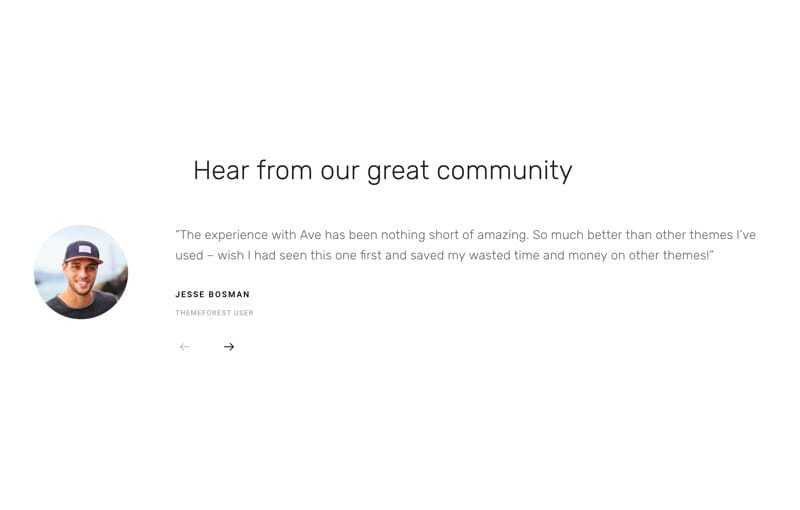 Hear from our great community
“The experience with Ave has been nothing short of amazing. So much better than other themes I’ve
used – wish I had seen this one first and saved my wasted time and money on other themes!”
JESSE BOSMAN
THEMEFOREST USER